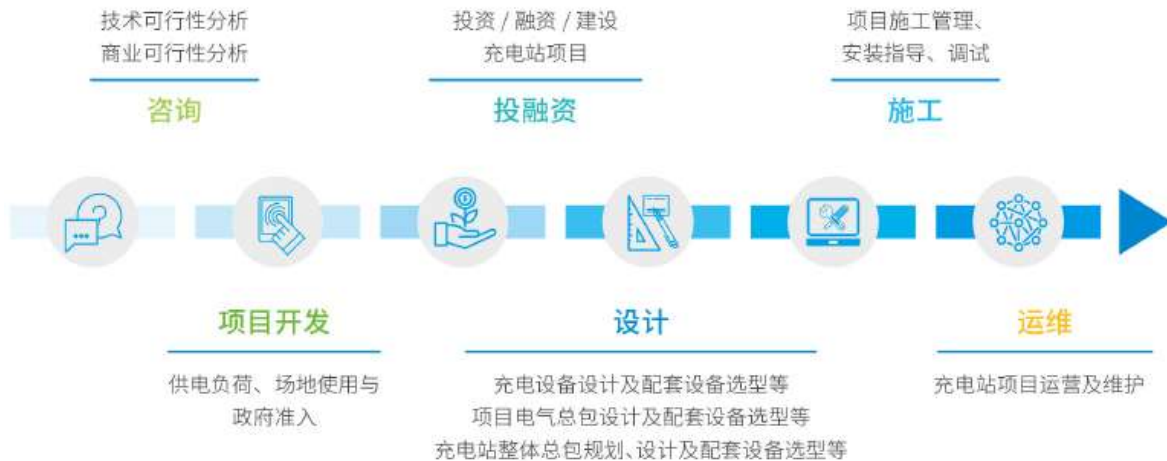 技术可行性分析
商业可行性分析
咨询
投资 / 融资 / 建设
充电站项目
投融资
项目施工管理、
安装指导、调试
施工
项目开发
供电负荷、场地使用与
政府准入
设计
充电设备设计及配套设备选型等
项目电气总包设计及配套设备选型等
充电站整体总包规划、设计及配套设备选型等
运维
充电站项目运营及维护